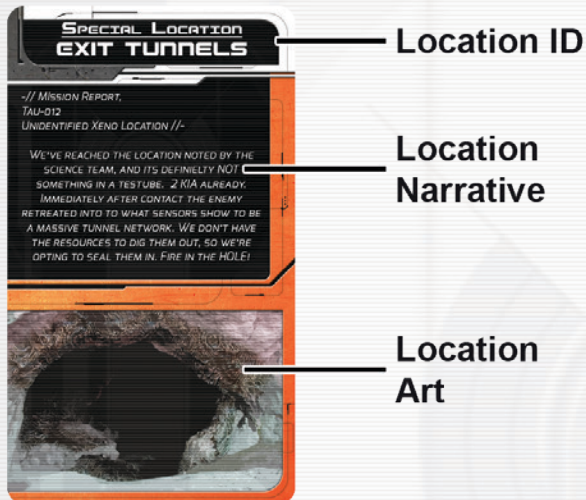 Special Location
EXIT TUNNELS
-// Mission Report,
Tau-012
Unidentified Xeno Location //-
We've reached the location noted by the
science team, and its definielty NOT
something in a testube. 2 KIA already.
Immediately after contact the enemy
retreated into to what sensors show to be
a massive tunnel network. We don't have
the resources to dig them out, so we're
opting to seal them in. Fire in the HOLE!
Location ID
Location
Narrative
Location
Art